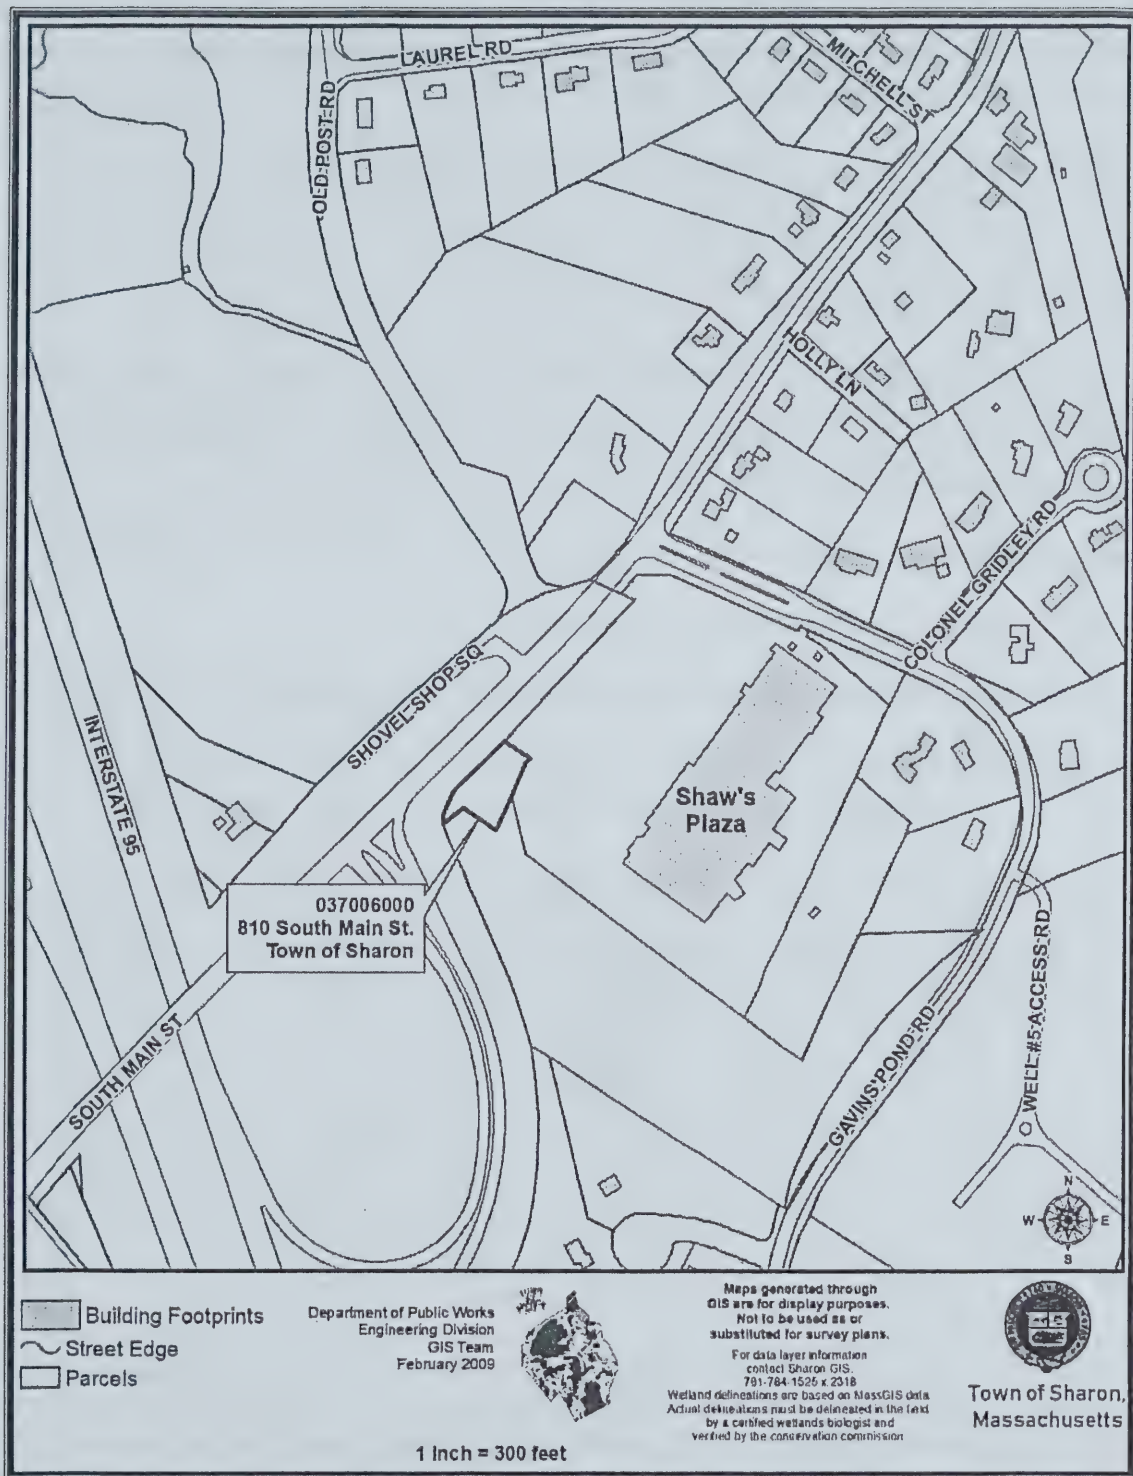 LAUREL RD
MITCHELL ST
OLD POST RD
HOLLY LN
COLONEL GRIDLEY RD
SHOVEL SHOP SQ
INTERSTATE 95
Shaw's
Plaza
037006000
810 South Main St.
Town of Sharon
SOUTH MAIN ST
GAVINS POND RD
WELL #5 ACCESS RD
N
W E
S
Building Footprints
Street Edge
Parcels
Department of Public Works
Engineering Division
GIS Team
February 2009
1 Inch = 300 feet
Maps generated through
GIS are for display purposes.
Not to be used as or
substituted for survey plans.
For data layer information
contact Sharon GIS.
781-784-1525 x 2318
Wetland delineations are based on MassGIS data
Actual delineations must be delineated in the field
by a certified wetlands biologist and
verified by the conservation commission
Town of Sharon,
Massachusetts